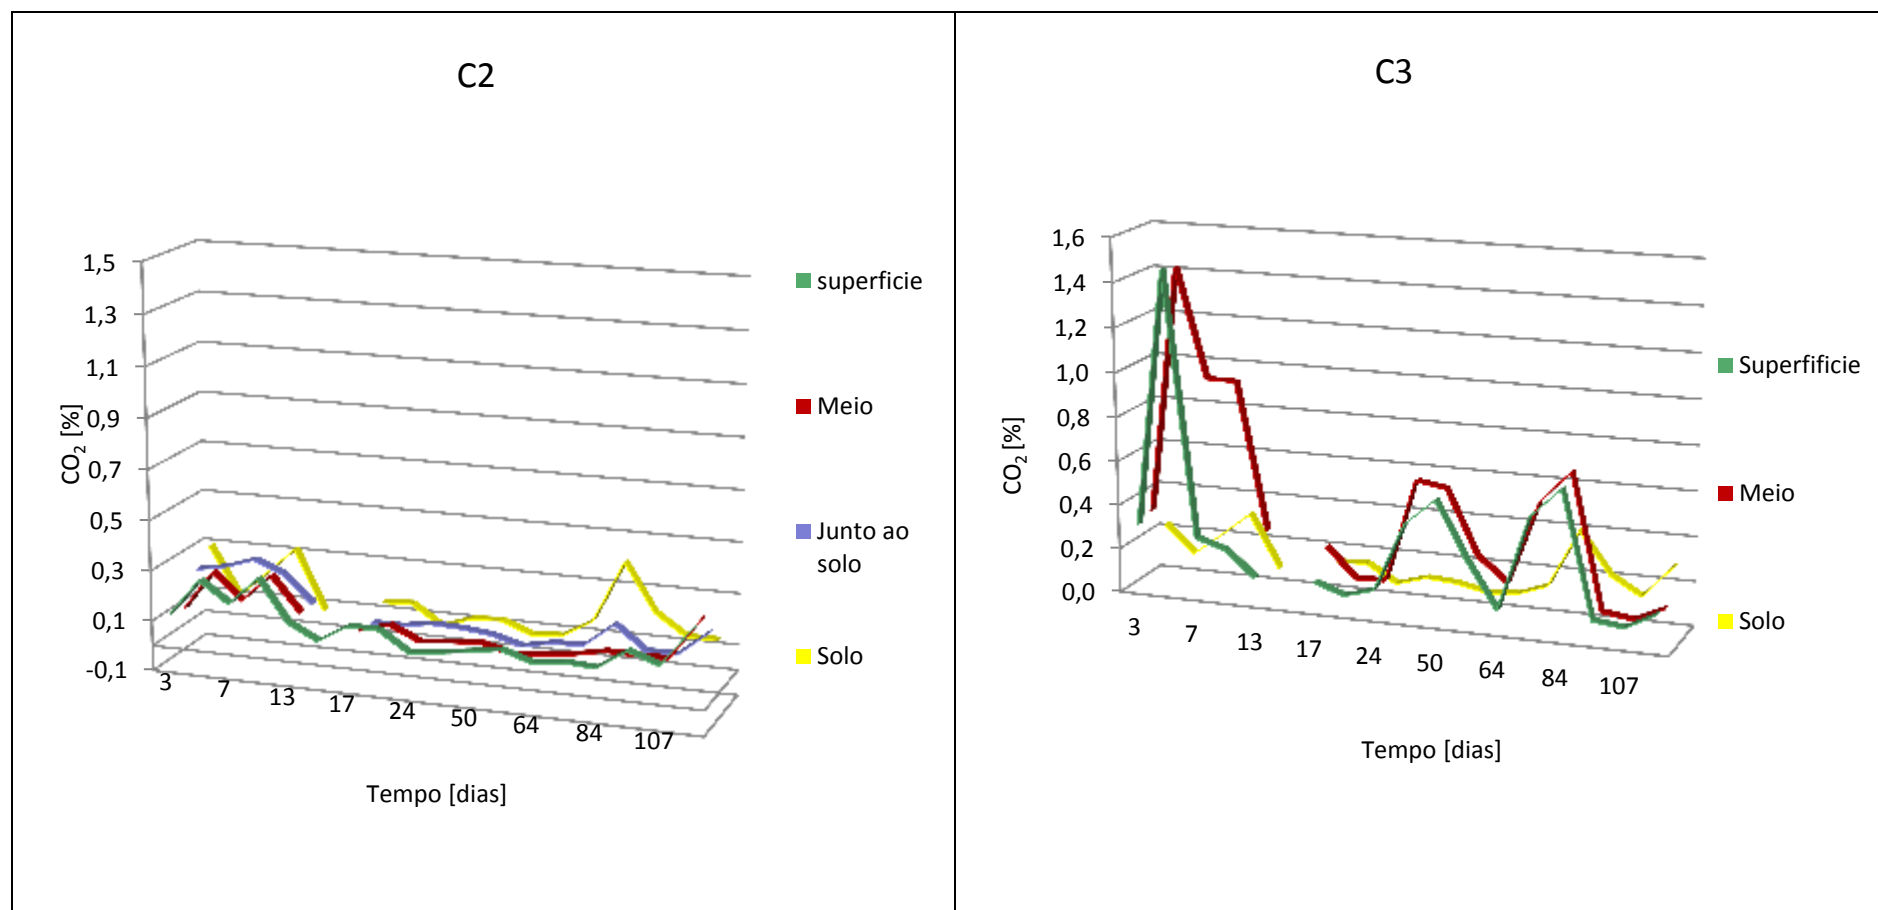 C2
1,5
1,3
1,1
0,9
0,7
0,5
0,3
0,1
-0,1
CO₂ [%]
3
7
13
17
24
50
64
84
107
Tempo [dias]
superficie
Meio
Junto ao
solo
Solo
C3
1,6
1,4
1,2
1,0
0,8
0,6
0,4
0,2
0,0
CO₂ [%]
3
7
13
17
24
50
64
84
107
Tempo [dias]
Superfificie
Meio
Solo